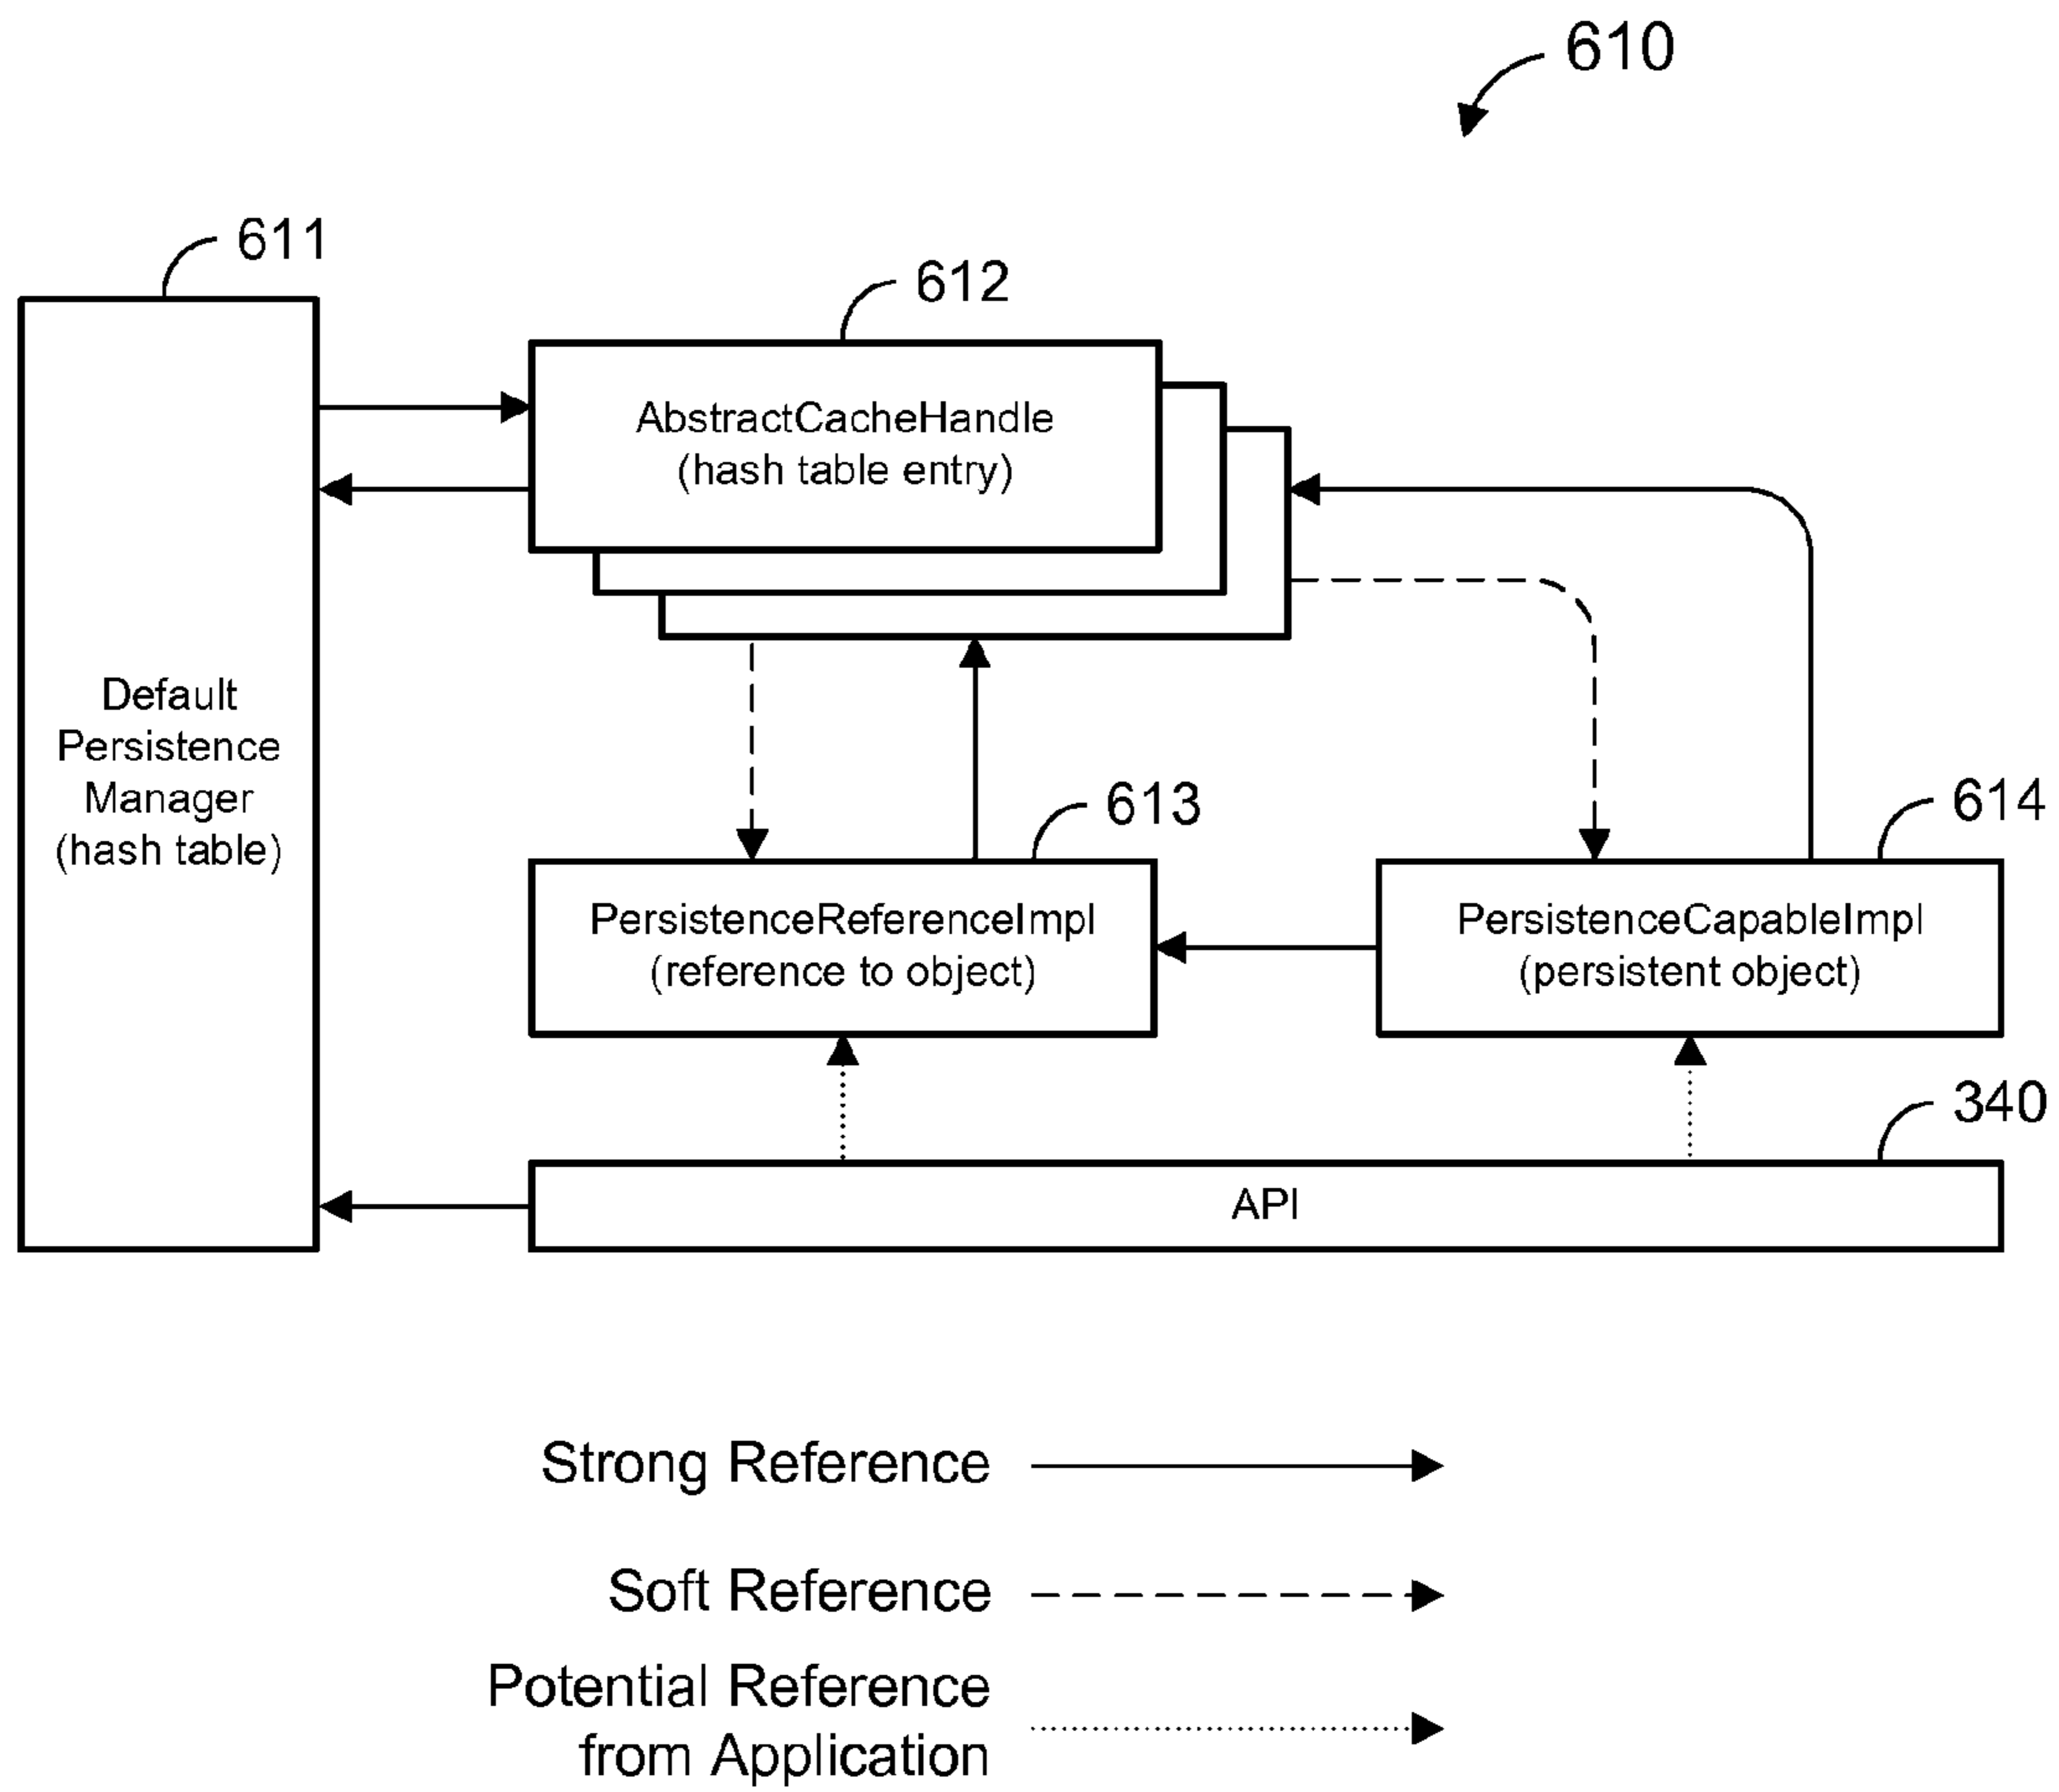 610
611
612
AbstractCacheHandle
(hash table entry)
Default
Persistence
Manager
(hash table)
613
614
PersistenceReferenceImpl
(reference to object)
PersistenceCapableImpl
(persistent object)
340
API
Strong Reference
Soft Reference
Potential Reference
from Application